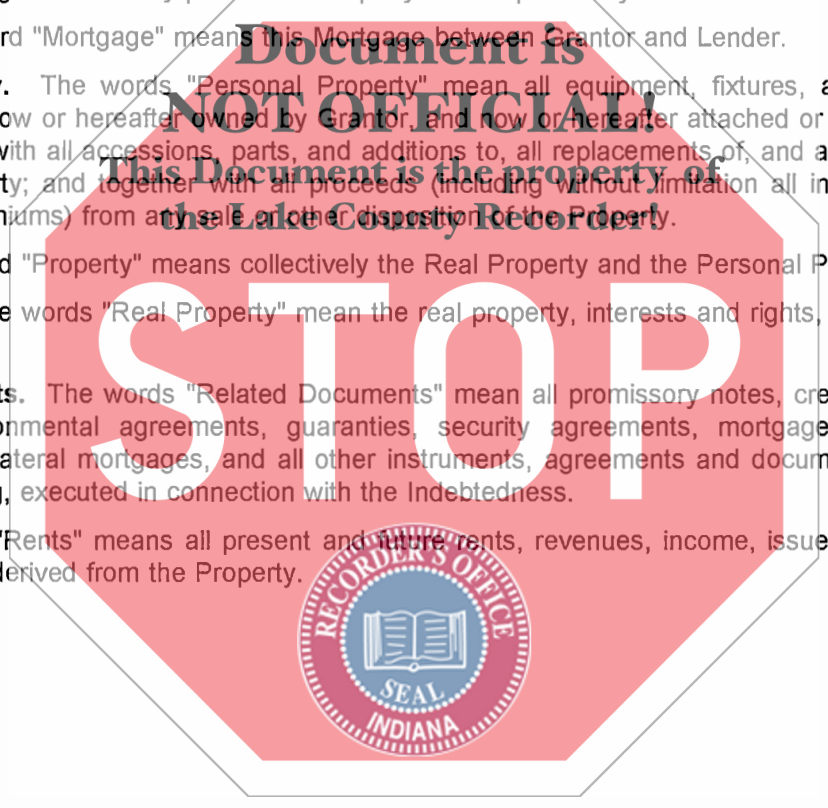 rd "Mortgage" means this Mortgage between Grantor and Lender.
Document is
. The words "Personal Property" mean all equipment, fixtures, a
NOT OFFICIAL!
ow or hereafter owned by Grantor, and now or hereafter attached or
with all accessions, parts, and additions to, all replacements of, and a
This Document is the property of
ty; and together with all proceeds (including without limitation all in
niums) from any sale or other disposition of the Property.
the Lake County Recorder!
d "Property" means collectively the Real Property and the Personal P
e words "Real Property" mean the real property, interests and rights,
STOP
ts. The words "Related Documents" mean all promissory notes, cre
onmental agreements, guaranties, security agreements, mortgage
ateral mortgages, and all other instruments, agreements and docum
, executed in connection with the Indebtedness.
"Rents" means all present and future rents, revenues, income, issue
derived from the Property.
RECORDER'S OFFICE
SEAL
INDIANA